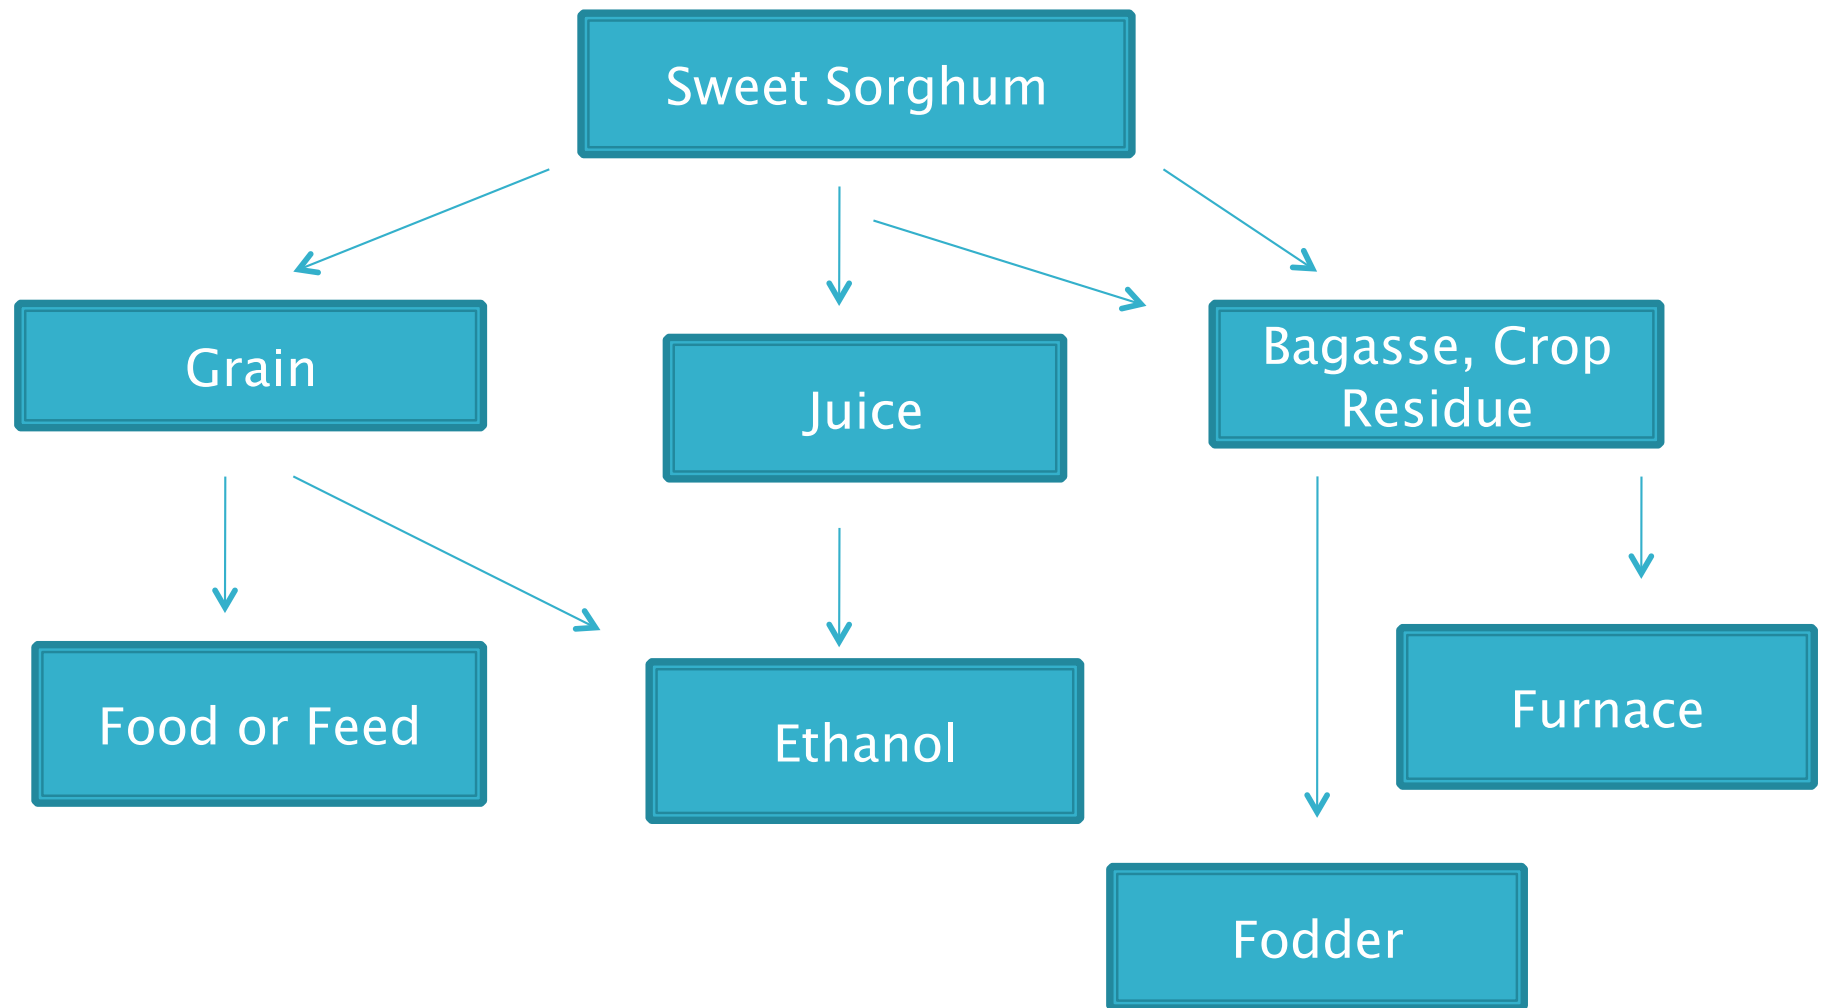 Sweet Sorghum
Grain
Juice
Bagasse, Crop
Residue
Food or Feed
Ethanol
Furnace
Fodder